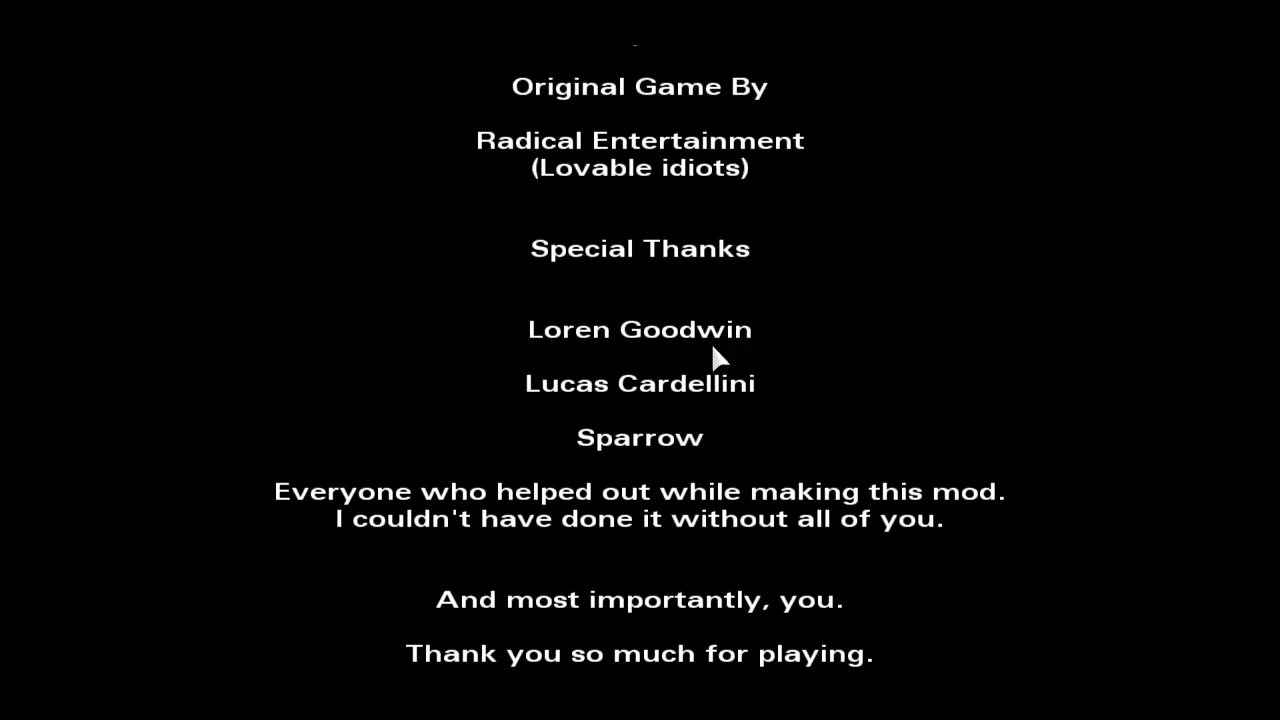 Original Game By
Radical Entertainment
(Lovable idiots)
Special Thanks
Loren Goodwin
Lucas Cardellini
Sparrow
Everyone who helped out while making this mod.
I couldn't have done it without all of you.
And most importantly, you.
Thank you so much for playing.